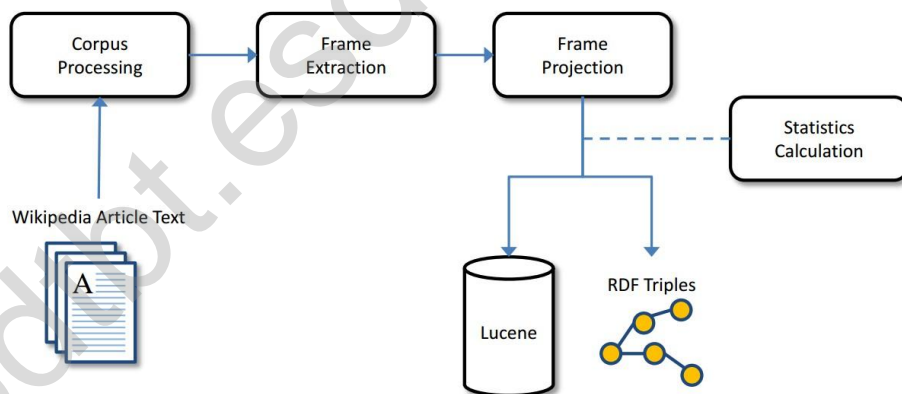 Corpus
Processing
Frame
Extraction
Frame
Projection
Statistics
Calculation
Wikipedia Article Text
A
Lucene
RDF Triples